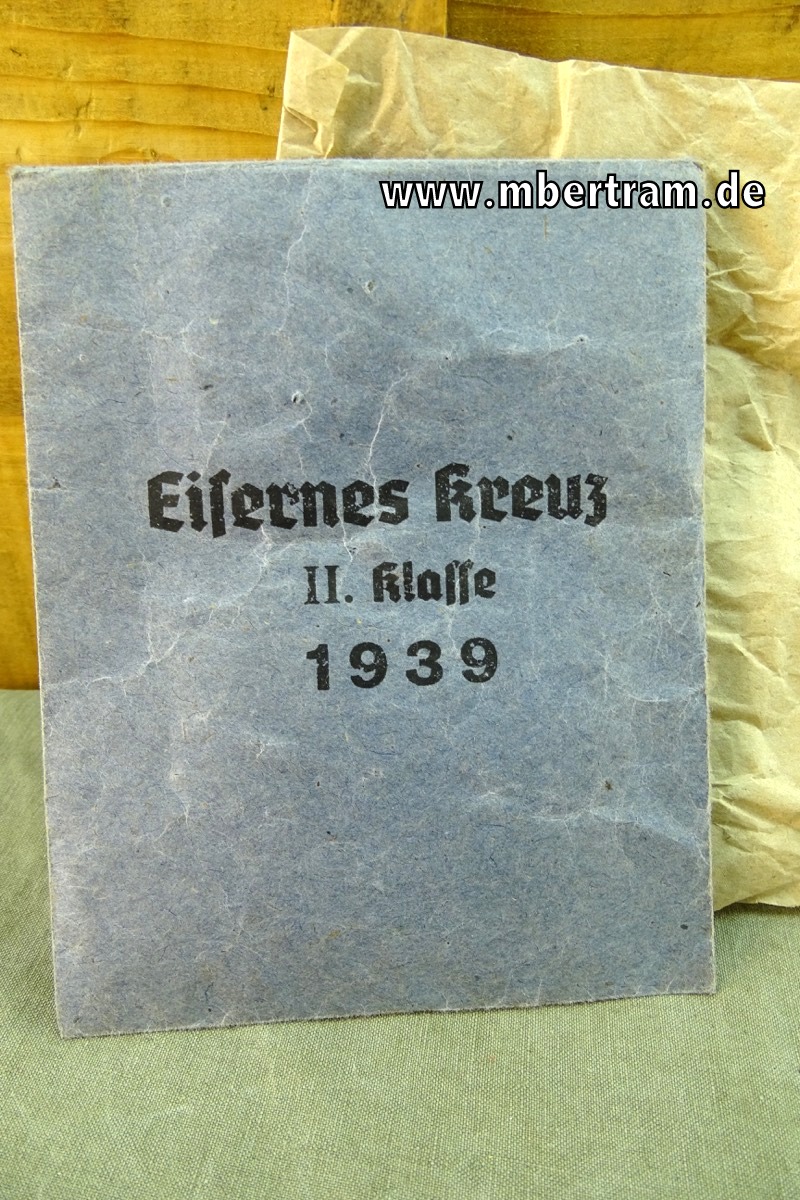 www.mbertram.de
Eiſernes Kreuz
II. Klaſſe
1939